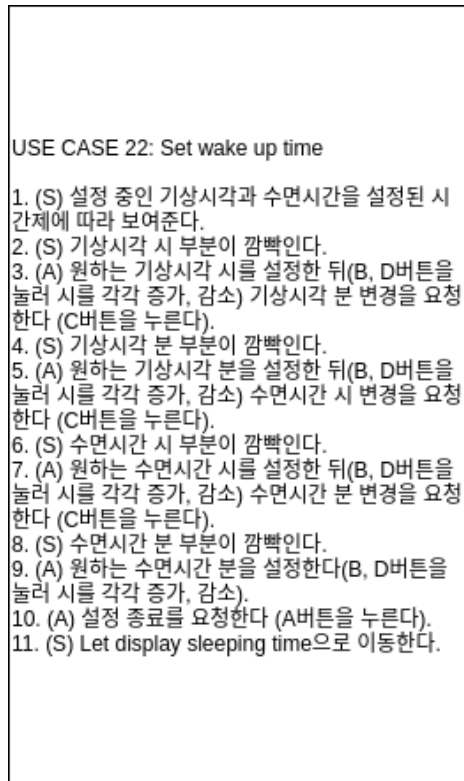 USE CASE 22: Set wake up time
1. (S) 설정 중인 기상시각과 수면시간을 설정된 시
간제에 따라 보여준다.
2. (S) 기상시각 시 부분이 깜빡인다.
3. (A) 원하는 기상시각 시를 설정한 뒤(B, D버튼을
눌러 시를 각각 증가, 감소) 기상시각 분 변경을 요청
한다 (C버튼을 누른다).
4. (S) 기상시각 분 부분이 깜빡인다.
5. (A) 원하는 기상시각 분을 설정한 뒤(B, D버튼을
눌러 시를 각각 증가, 감소) 수면시간 시 변경을 요청
한다 (C버튼을 누른다).
6. (S) 수면시간 시 부분이 깜빡인다.
7. (A) 원하는 수면시간 시를 설정한 뒤(B, D버튼을
눌러 시를 각각 증가, 감소) 수면시간 분 변경을 요청
한다 (C버튼을 누른다).
8. (S) 수면시간 분 부분이 깜빡인다.
9. (A) 원하는 수면시간 분을 설정한다(B, D버튼을
눌러 시를 각각 증가, 감소).
10. (A) 설정 종료를 요청한다 (A버튼을 누른다).
11. (S) Let display sleeping time으로 이동한다.